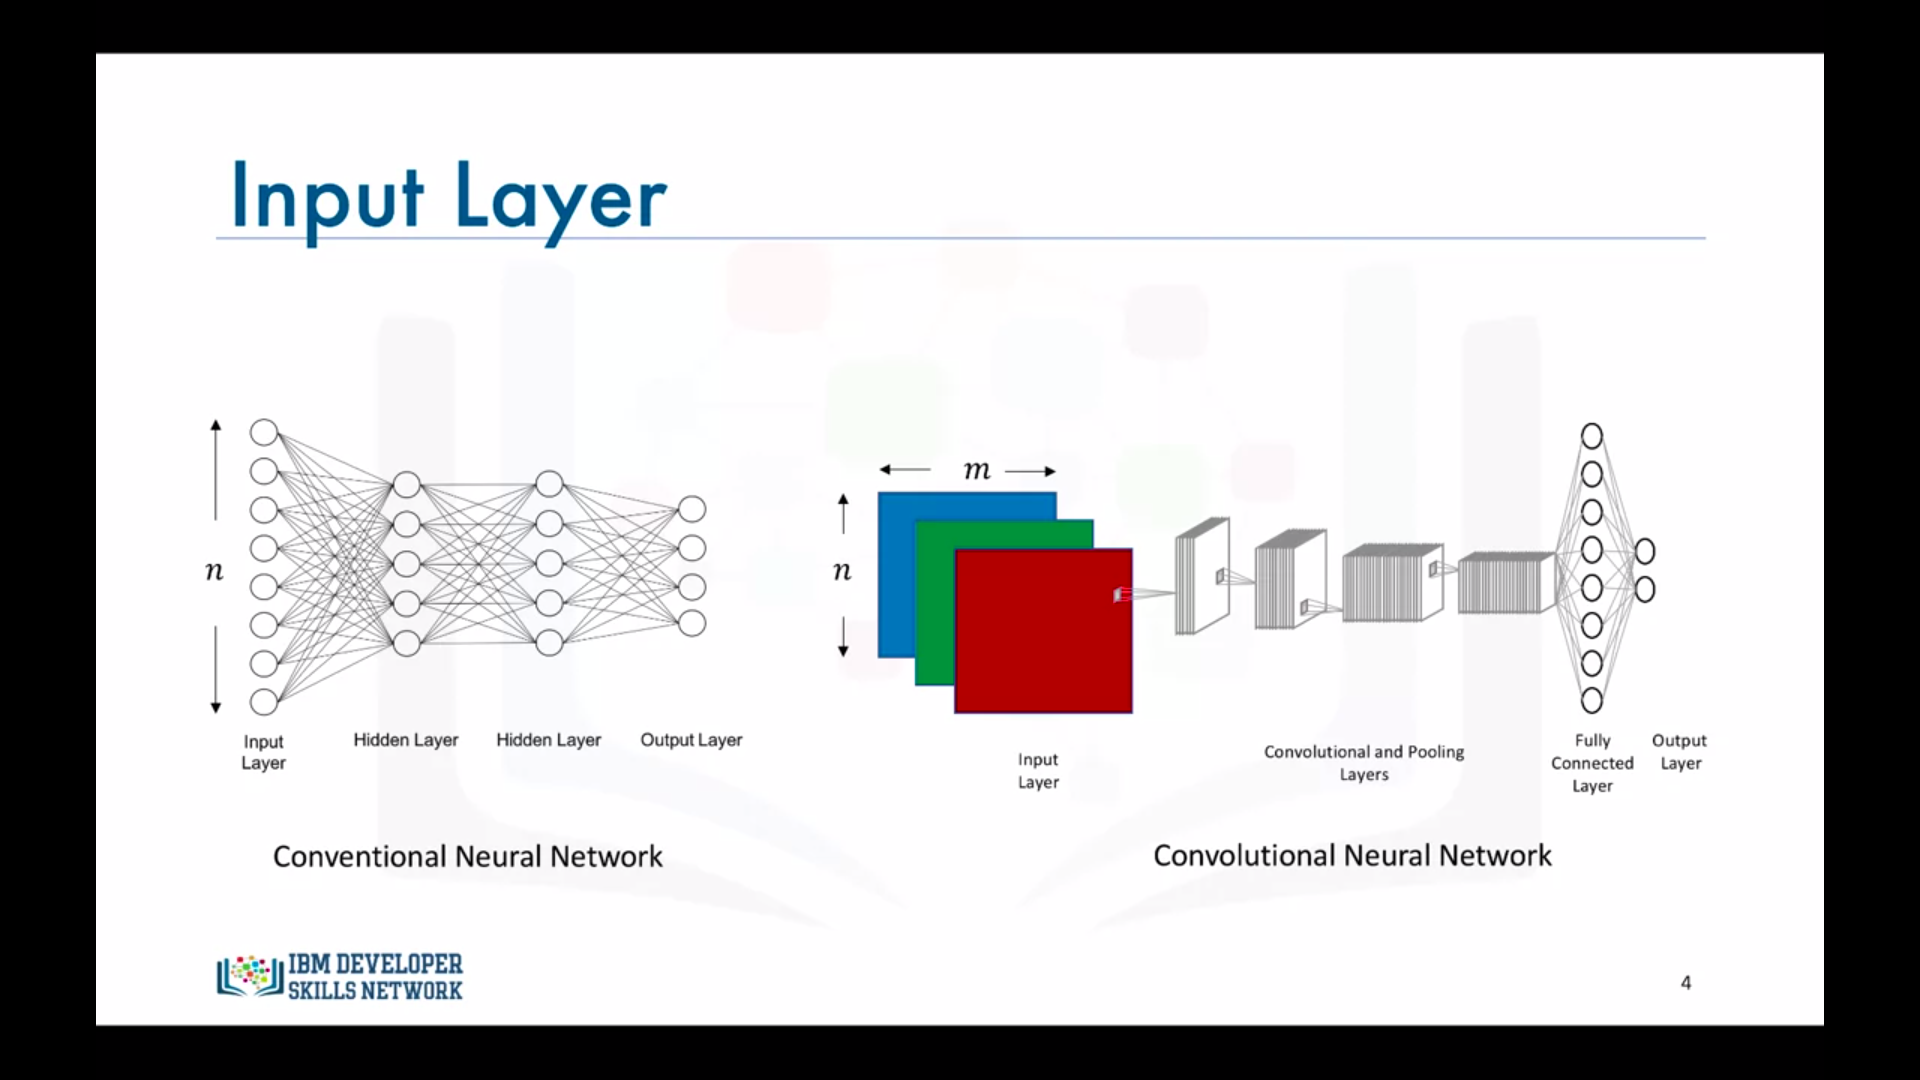 Input Layer
n
Input
Layer
Hidden Layer
Hidden Layer
Output Layer
Conventional Neural Network
m
n
Input
Layer
Convolutional and Pooling
Layers
Fully
Connected
Layer
Output
Layer
Convolutional Neural Network
IBM DEVELOPER
SKILLS NETWORK
4